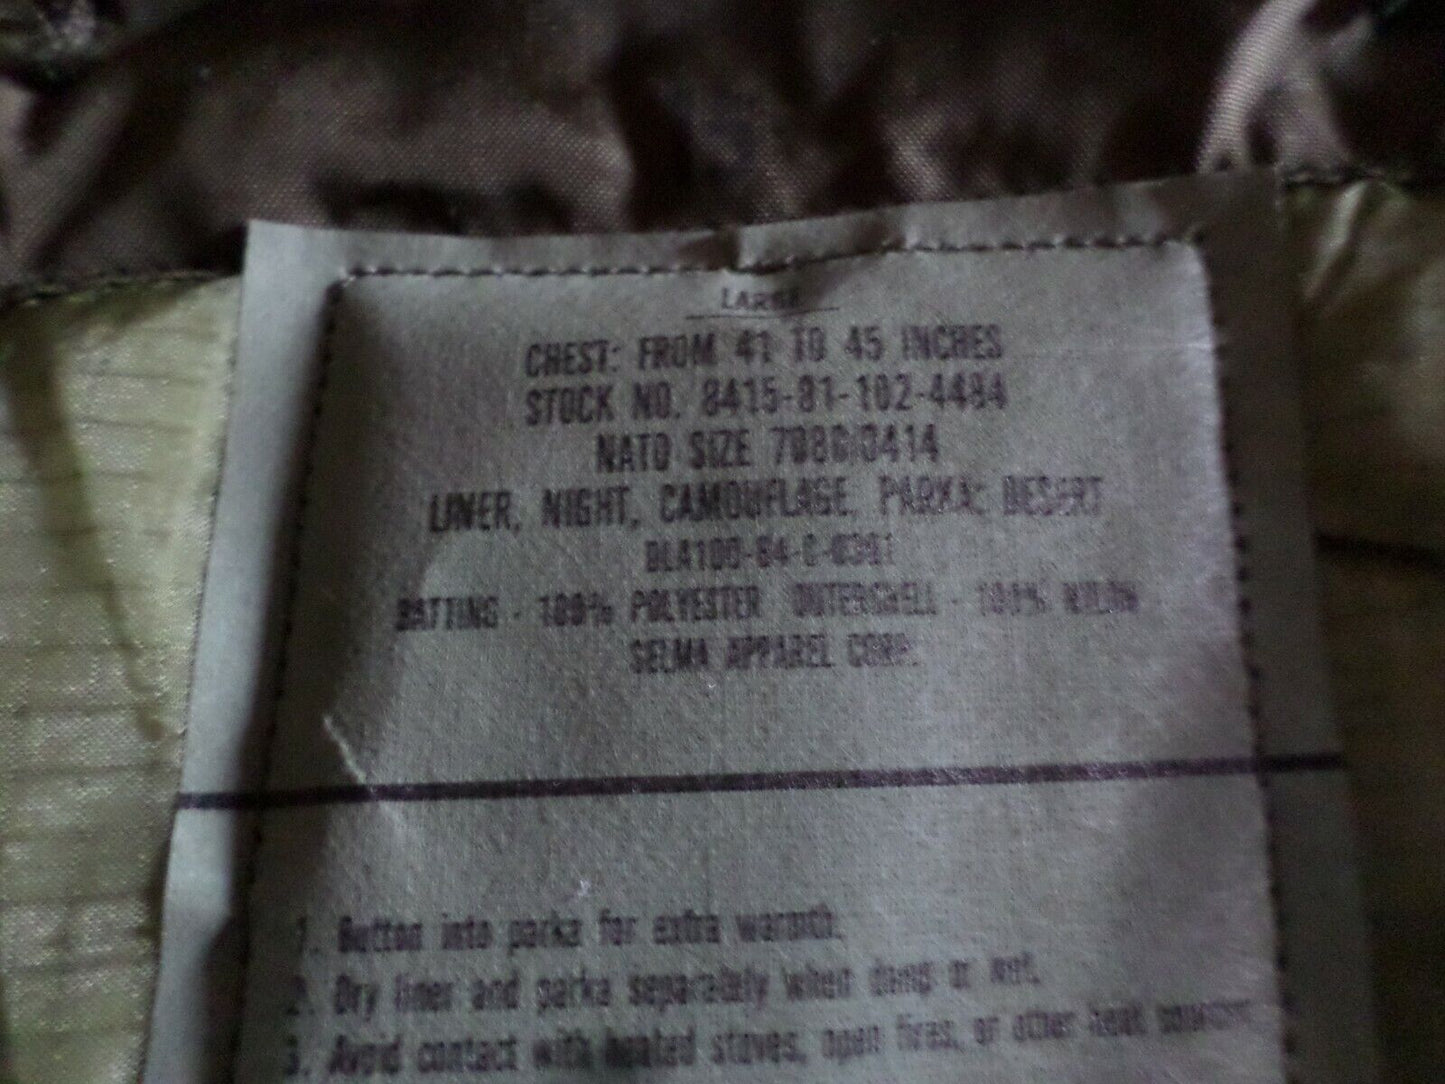 LARGE
CHEST: FROM 41 TO 45 INCHES
STOCK NO. 8415-01-102-4484
NATO SIZE
LINER, NIGHT, CAMOUFLAGE, PARKA: DESERT
BATTING - 100% POLYESTER OUTERSHELL - 100% NYLON
SELMA APPAREL CORP.
1. Button into parka for extra warmth.
2. Dry liner and parka separately when damp or wet.
3. Avoid contact with heated stoves, open fires, or other heat sources.